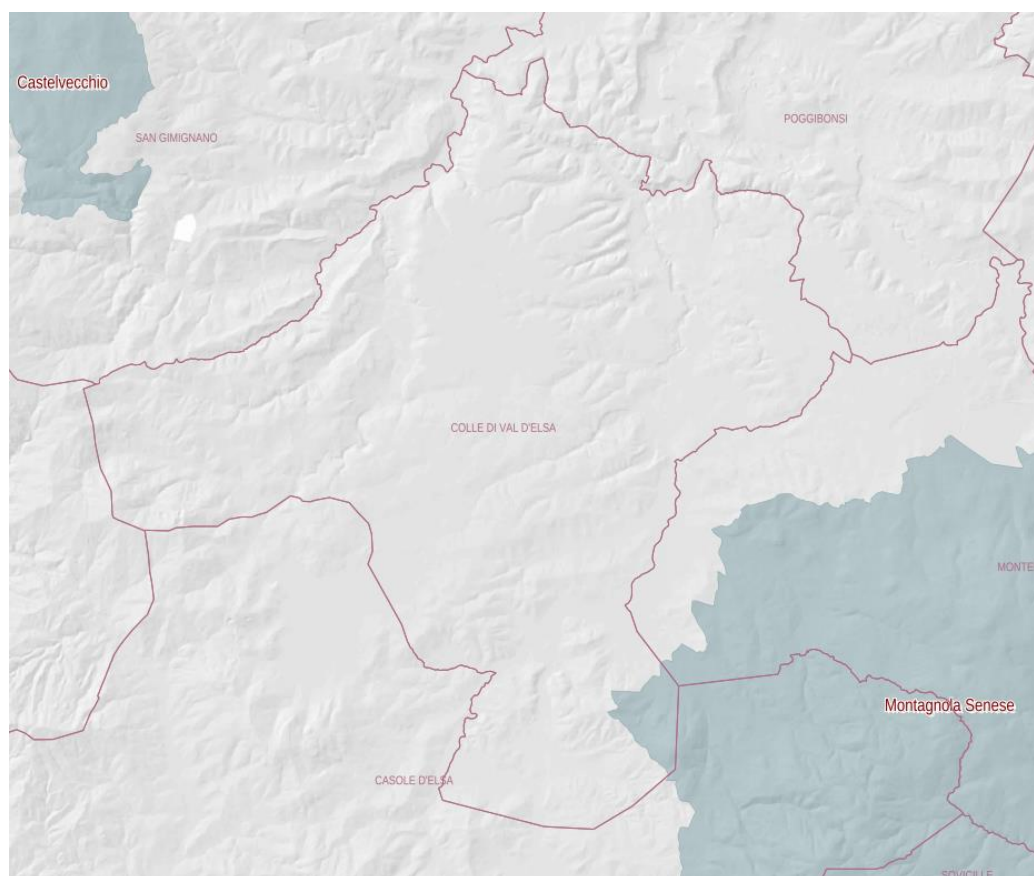 Castelvecchio
POGGIBONSI
SAN GIMIGNANO
COLLE DI VAL D'ELSA
MONTE
Montagnola Senese
CASOLE D'ELSA
SOVICILLE